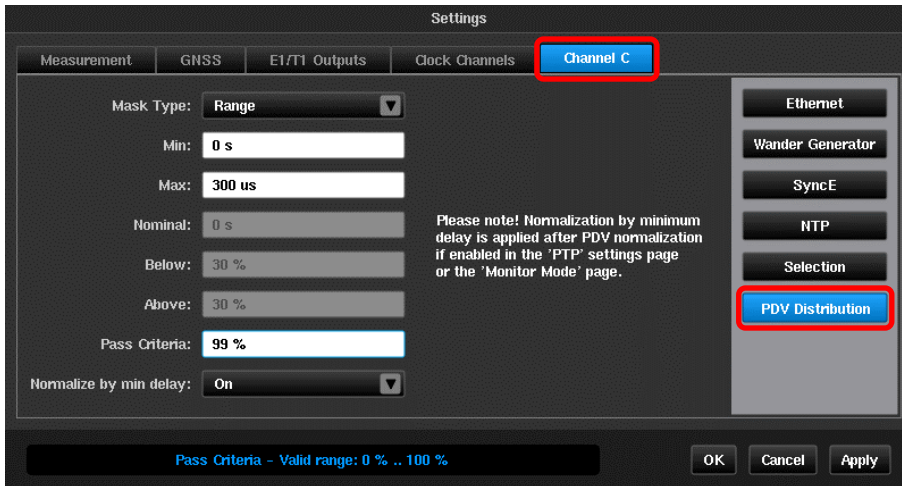 Settings
Measurement
GNSS
E1/T1 Outputs
Clock Channels
Channel C
Mask Type: Range
Min: 0 s
Max: 300 us
Nominal: 0 s
Below: 30 %
Above: 30 %
Pass Criteria: 99 %
Normalize by min delay: On
Please note! Normalization by minimum
delay is applied after PDV normalization
if enabled in the 'PTP' settings page
or the 'Monitor Mode' page.
Ethernet
Wander Generator
SyncE
NTP
Selection
PDV Distribution
Pass Criteria - Valid range: 0 % .. 100 %
OK
Cancel
Apply